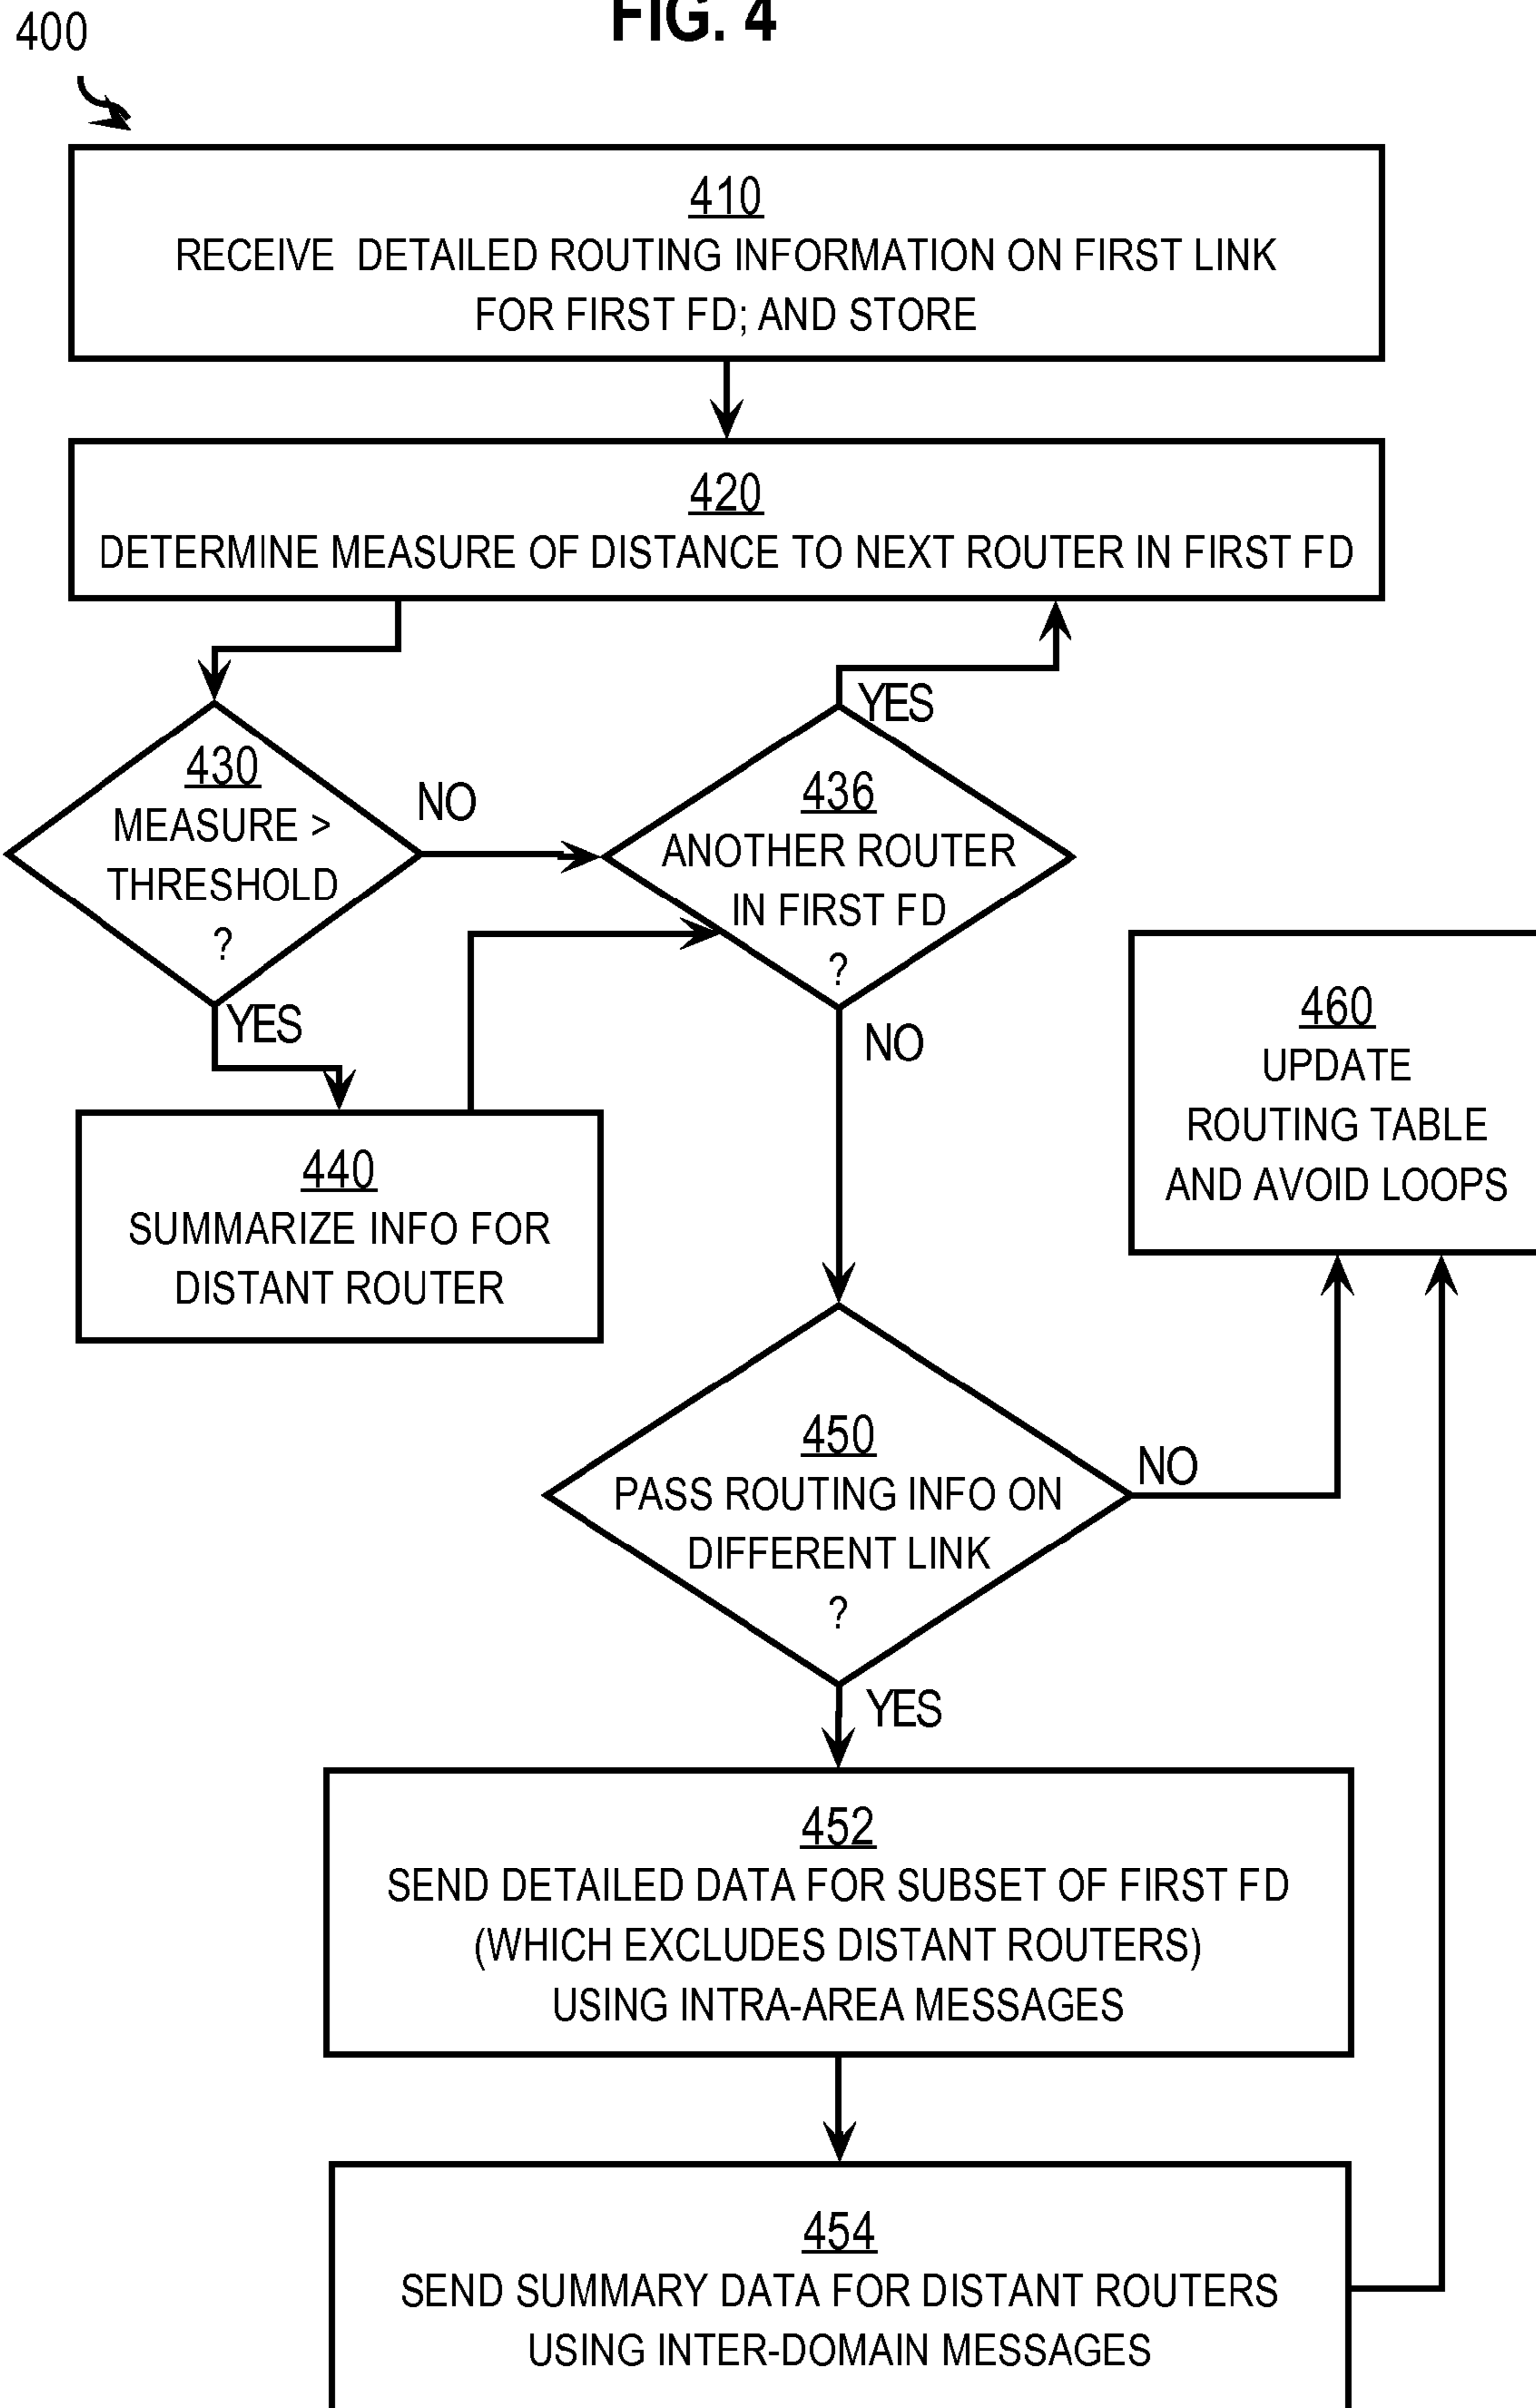 FIG. 4
400
410
RECEIVE DETAILED ROUTING INFORMATION ON FIRST LINK
FOR FIRST FD; AND STORE
420
DETERMINE MEASURE OF DISTANCE TO NEXT ROUTER IN FIRST FD
YES
430
MEASURE >
THRESHOLD
?
NO
436
ANOTHER ROUTER
IN FIRST FD
?
YES
NO
440
SUMMARIZE INFO FOR
DISTANT ROUTER
460
UPDATE
ROUTING TABLE
AND AVOID LOOPS
450
PASS ROUTING INFO ON
DIFFERENT LINK
?
NO
YES
452
SEND DETAILED DATA FOR SUBSET OF FIRST FD
(WHICH EXCLUDES DISTANT ROUTERS)
USING INTRA-AREA MESSAGES
454
SEND SUMMARY DATA FOR DISTANT ROUTERS
USING INTER-DOMAIN MESSAGES